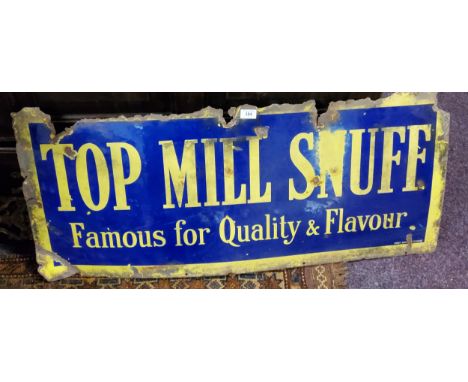 TOP MILL SNUFF
Famous for Quality & Flavour